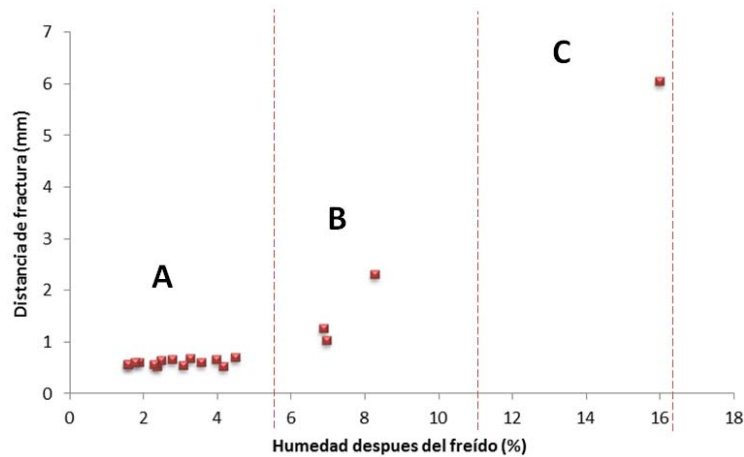 7
6
5
4
3
2
1
0
Distancia de fractura (mm)
A
B
C
0 2 4 6 8 10 12 14 16 18
Humedad despues del freído (%)